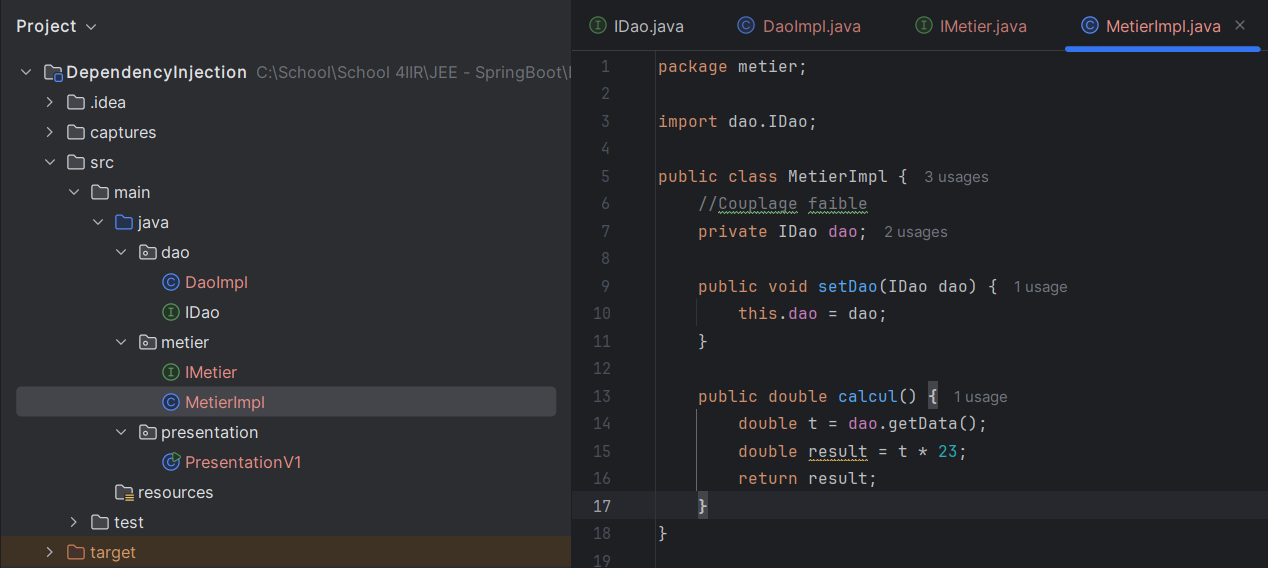 Project
DependencyInjection C:\School\School 4IIR\JEE - SpringBoot\
.idea
captures
src
main
java
dao
DaoImpl
IDao
metier
IMetier
MetierImpl
presentation
PresentationV1
resources
test
target
IDao.java DaoImpl.java IMetier.java MetierImpl.java
1 package metier;
2
3 import dao.IDao;
4
5 public class MetierImpl { 3 usages
6 //Couplage faible
7 private IDao dao; 2 usages
8
9 public void setDao(IDao dao) { 1 usage
10 this.dao = dao;
11 }
12
13 public double calcul() { 1 usage
14 double t = dao.getData();
15 double result = t * 23;
16 return result;
17 }
18 }
19